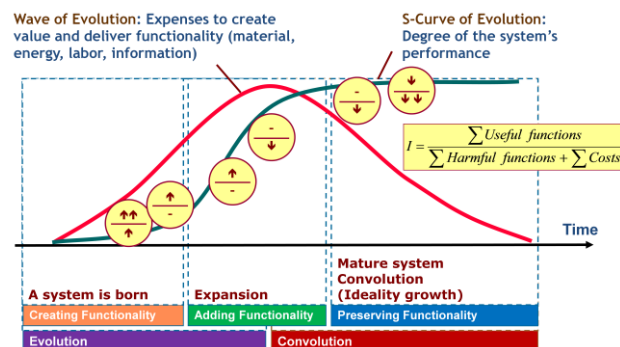 Wave of Evolution: Expenses to create
value and deliver functionality (material,
energy, labor, information)
S-Curve of Evolution:
Degree of the system's
performance
↑↑
↑
↑
-
↑
-
-
↓
-
↓
↓
↓↓
I = ∑ Useful functions / ∑ Harmful functions + ∑ Costs
Time
A system is born
Expansion
Mature system
Convolution
(Ideality growth)
Creating Functionality
Adding Functionality
Preserving Functionality
Evolution
Convolution